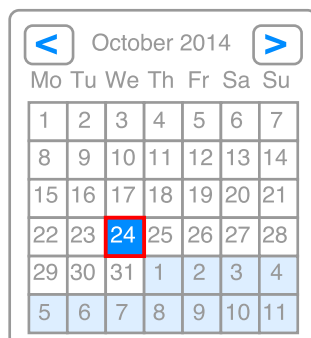 < October 2014 >
Mo Tu We Th Fr Sa Su
1 2 3 4 5 6 7
8 9 10 11 12 13 14
15 16 17 18 19 20 21
22 23 24 25 26 27 28
29 30 31 1 2 3 4
5 6 7 8 9 10 11